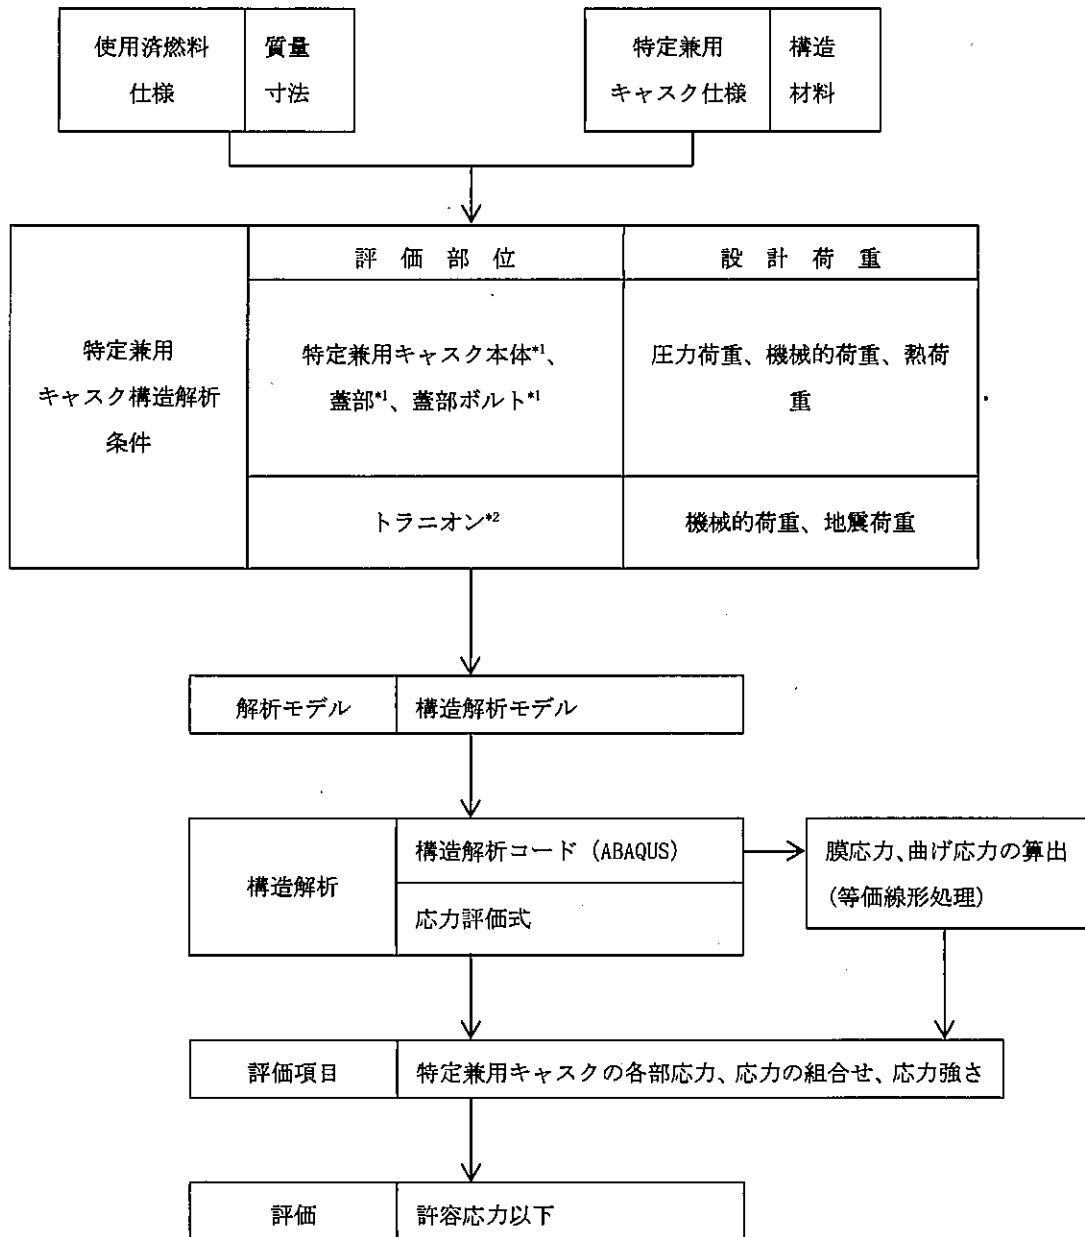 使用済燃料
仕様
質量
寸法
特定兼用
キャスク仕様
構造
材料
評 価 部 位
設 計 荷 重
特定兼用
キャスク構造解析
条件
特定兼用キャスク本体*1、
蓋部*1、蓋部ボルト*1
圧力荷重、機械的荷重、熱荷
重
トラニオン*2
機械的荷重、地震荷重
解析モデル
構造解析モデル
構造解析
構造解析コード (ABAQUS)
応力評価式
膜応力、曲げ応力の算出
(等価線形処理)
評価項目
特定兼用キャスクの各部応力、応力の組合せ、応力強さ
評価
許容応力以下